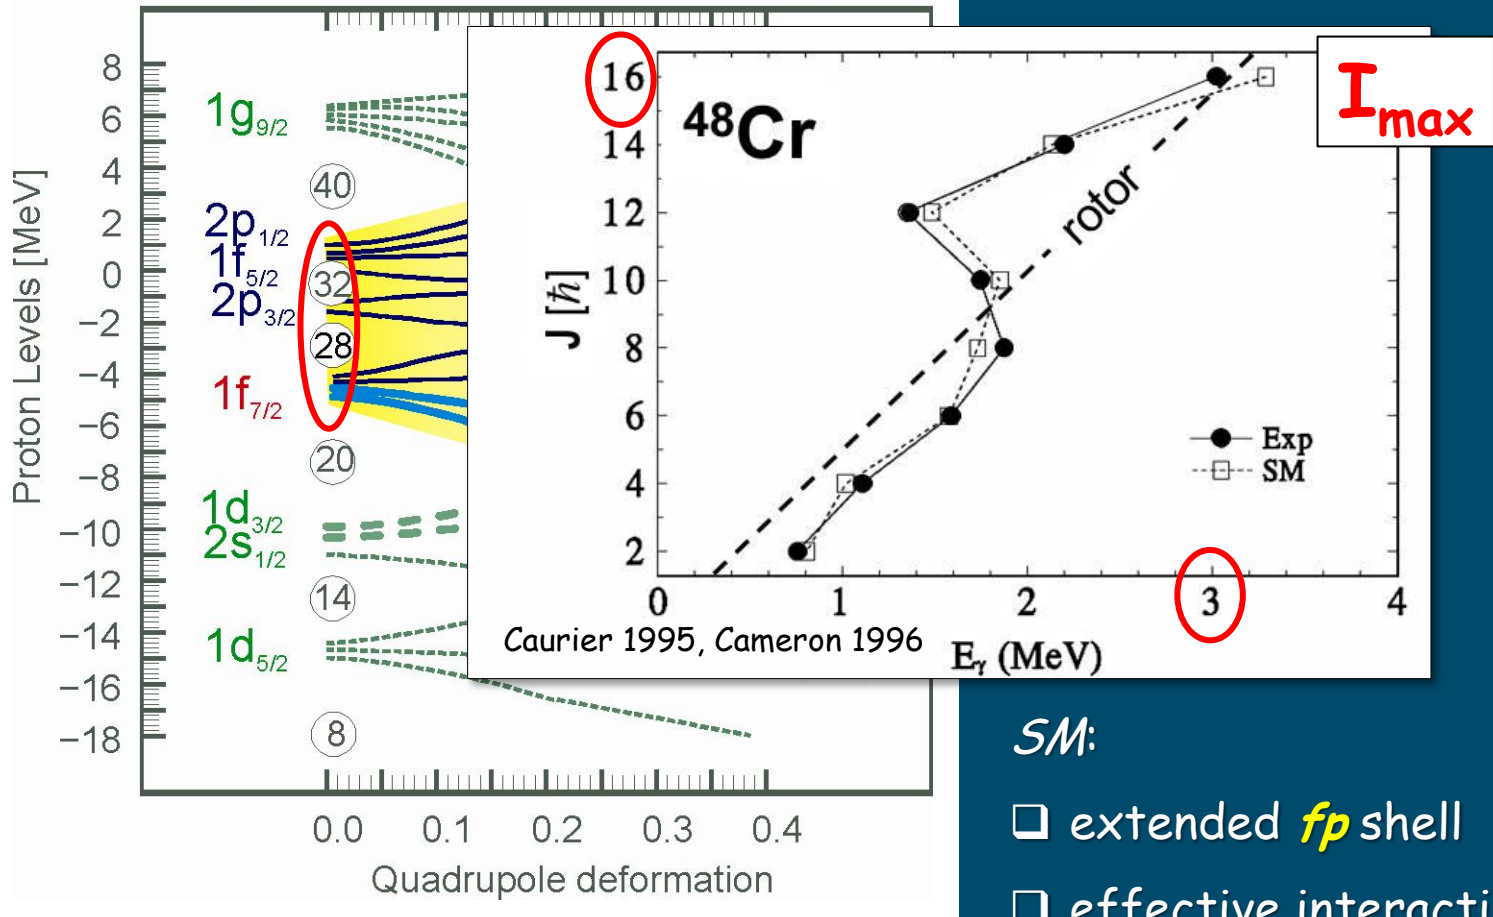 Proton Levels [MeV]
8
6
4
2
0
−2
−4
−6
−8
−10
−12
−14
−16
−18
1g9/2
40
2p1/2
1f5/2
32
2p3/2
28
1f7/2
20
1d3/2
2s1/2
14
1d5/2
8
0.0 0.1 0.2 0.3 0.4
Quadrupole deformation
48Cr
Imax
J [ℏ]
16
14
12
10
8
6
4
2
rotor
Exp
SM
0 1 2 3 4
Eγ (MeV)
Caurier 1995, Cameron 1996
SM:
❑ extended fp shell
❑ effective interacti